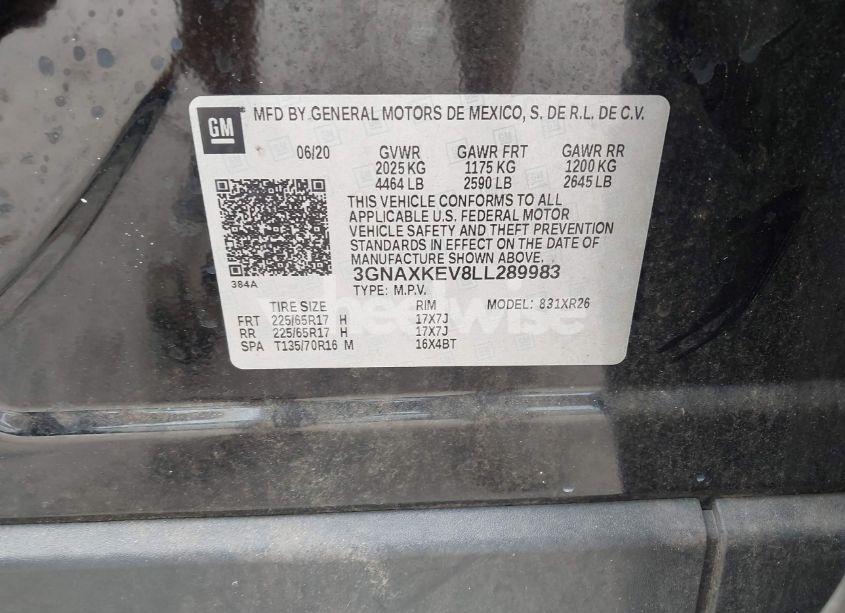 GM
MFD BY GENERAL MOTORS DE MEXICO, S. DE R.L. DE C.V.
06/20 GVWR GAWR FRT GAWR RR
2025 KG 1175 KG 1200 KG
4464 LB 2590 LB 2645 LB
THIS VEHICLE CONFORMS TO ALL
APPLICABLE U.S. FEDERAL MOTOR
VEHICLE SAFETY AND THEFT PREVENTION
STANDARDS IN EFFECT ON THE DATE OF
MANUFACTURE SHOWN ABOVE.
3GNAXKEV8LL289983
384A
TYPE: M.P.V.
TIRE SIZE RIM MODEL: 831XR26
FRT 225/65R17 H 17X7J
RR 225/65R17 H 17X7J
SPA T135/70R16 M 16X4BT
wheelwise